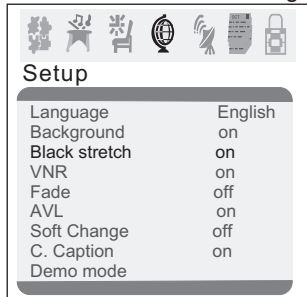 Setup
Language English
Background on
Black stretch on
VNR on
Fade off
AVL on
Soft Change off
C. Caption on
Demo mode